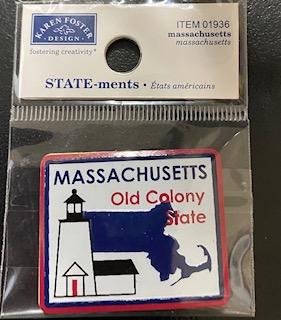 KAREN FOSTER
DESIGN
fostering creativity®
ITEM 01936
massachusetts
massachusetts
STATE-ments • États américains
MASSACHUSETTS
Old Colony
State